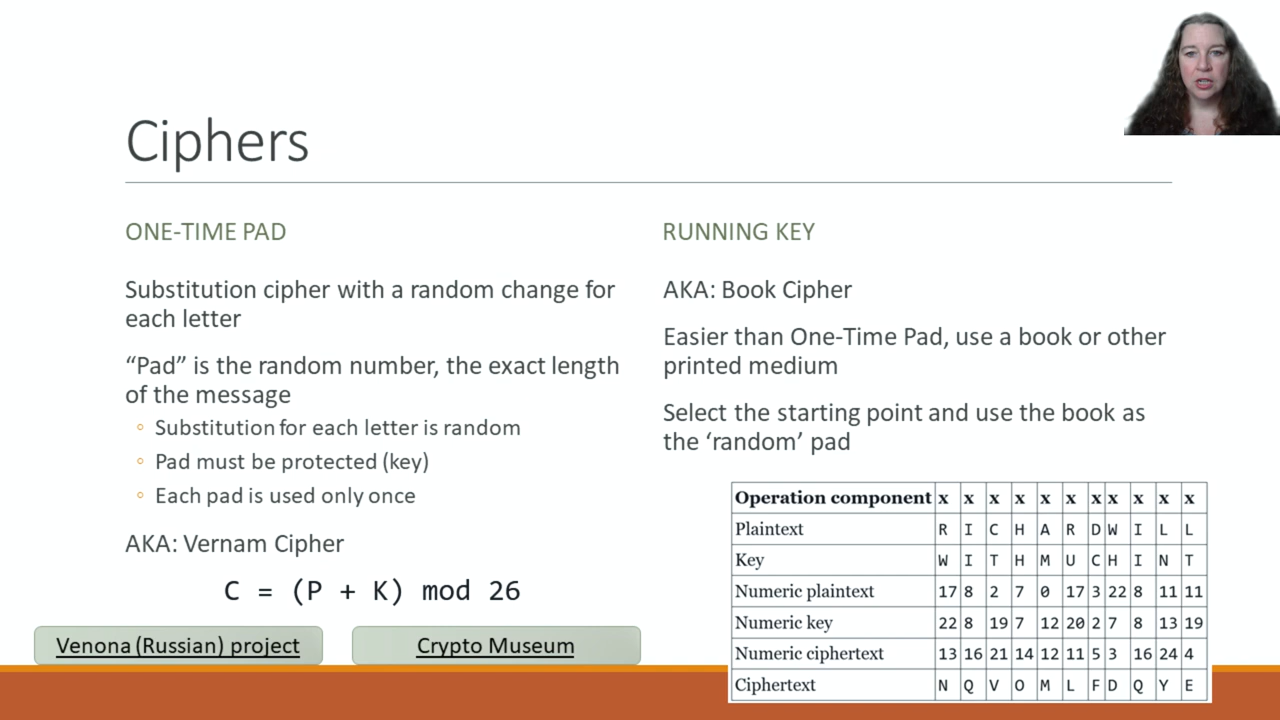 Ciphers
ONE-TIME PAD
Substitution cipher with a random change for
each letter
“Pad” is the random number, the exact length
of the message
◦ Substitution for each letter is random
◦ Pad must be protected (key)
◦ Each pad is used only once
AKA: Vernam Cipher
C = (P + K) mod 26
Venona (Russian) project
Crypto Museum
RUNNING KEY
AKA: Book Cipher
Easier than One-Time Pad, use a book or other
printed medium
Select the starting point and use the book as
the ‘random’ pad
Operation component x x x x x x x x x x x
Plaintext R I C H A R D W I L L
Key W I T H M U C H I N T
Numeric plaintext 17 8 2 7 0 17 3 22 8 11 11
Numeric key 22 8 19 7 12 20 2 7 8 13 19
Numeric ciphertext 13 16 21 14 12 11 5 3 16 24 4
Ciphertext N Q V O M L F D Q Y E